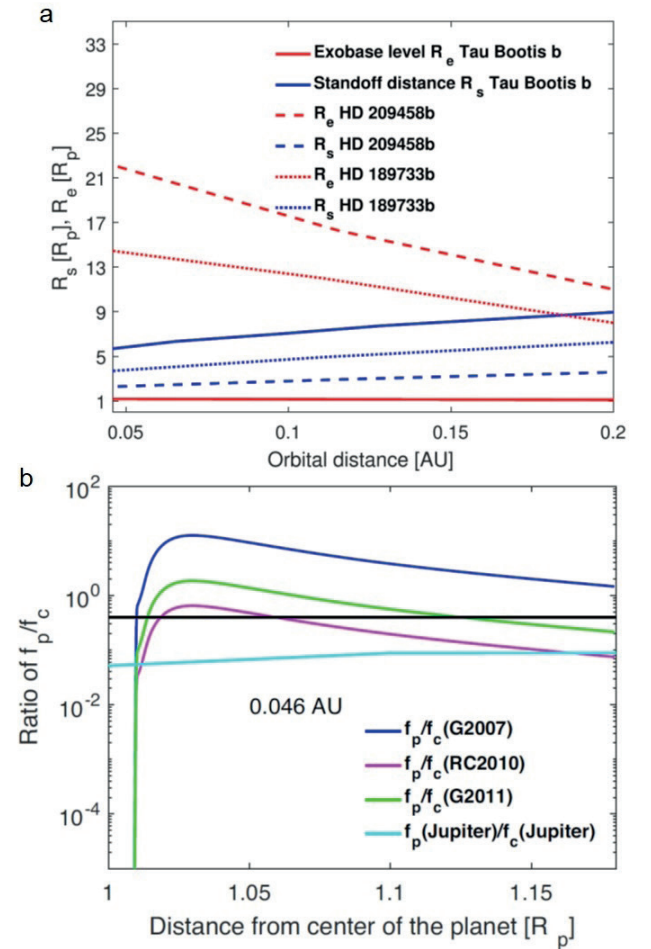 a
33
29
25
21
17
13
9
5
1
R_s [R_p], R_e [R_p]
Exobase level R_e Tau Bootis b
Standoff distance R_s Tau Bootis b
R_e HD 209458b
R_s HD 209458b
R_e HD 189733b
R_s HD 189733b
0.05 0.1 0.15 0.2
Orbital distance [AU]
b
10^2
10^0
10^-2
10^-4
Ratio of f_p/f_c
0.046 AU
f_p/f_c(G2007)
f_p/f_c(RC2010)
f_p/f_c(G2011)
f_p(Jupiter)/f_c(Jupiter)
1 1.05 1.1 1.15
Distance from center of the planet [R_p]